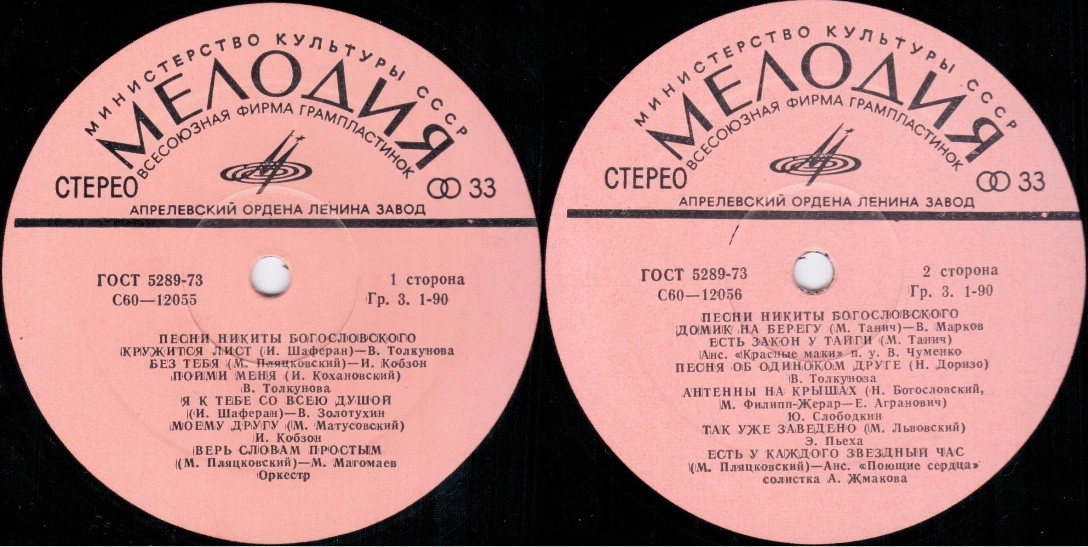 МИНИСТЕРСТВО КУЛЬТУРЫ СССР
МЕЛОДИЯ
ВСЕСОЮЗНАЯ ФИРМА ГРАМПЛАСТИНОК
СТЕРЕО 33
АПРЕЛЕВСКИЙ ОРДЕНА ЛЕНИНА ЗАВОД
ГОСТ 5289-73 1 сторона
С60—12055 Гр. 3. 1-90
ПЕСНИ НИКИТЫ БОГОСЛОВСКОГО
КРУЖИТСЯ ЛИСТ (И. Шаферан)—В. Толкунова
БЕЗ ТЕБЯ (М. Пляцковский)—И. Кобзон
ПОЙМИ МЕНЯ (И. Кохановский)
В. Толкунова
Я К ТЕБЕ СО ВСЕЮ ДУШОЙ
(И. Шаферан)—В. Золотухин
МОЕМУ ДРУГУ (М. Матусовский)
И. Кобзон
ВЕРЬ СЛОВАМ ПРОСТЫМ
(М. Пляцковский)—М. Магомаев
Оркестр
МИНИСТЕРСТВО КУЛЬТУРЫ СССР
МЕЛОДИЯ
ВСЕСОЮЗНАЯ ФИРМА ГРАМПЛАСТИНОК
СТЕРЕО 33
АПРЕЛЕВСКИЙ ОРДЕНА ЛЕНИНА ЗАВОД
ГОСТ 5289-73 2 сторона
С60—12056 Гр. 3. 1-90
ПЕСНИ НИКИТЫ БОГОСЛОВСКОГО
ДОМИК НА БЕРЕГУ (М. Танич)—В. Марков
ЕСТЬ ЗАКОН У ТАЙГИ (М. Танич)
Анс. «Красные маки» п. у. В. Чуменко
ПЕСНЯ ОБ ОДИНОКОМ ДРУГЕ (Н. Доризо)
В. Толкунова
АНТЕННЫ НА КРЫШАХ (Н. Богословский,
М. Филипп-Жерар—Е. Агранович)
Ю. Слободкин
ТАК УЖЕ ЗАВЕДЕНО (М. Львовский)
Э. Пьеха
ЕСТЬ У КАЖДОГО ЗВЕЗДНЫЙ ЧАС
(М. Пляцковский)—Анс. «Поющие сердца»
солистка А. Жмакова